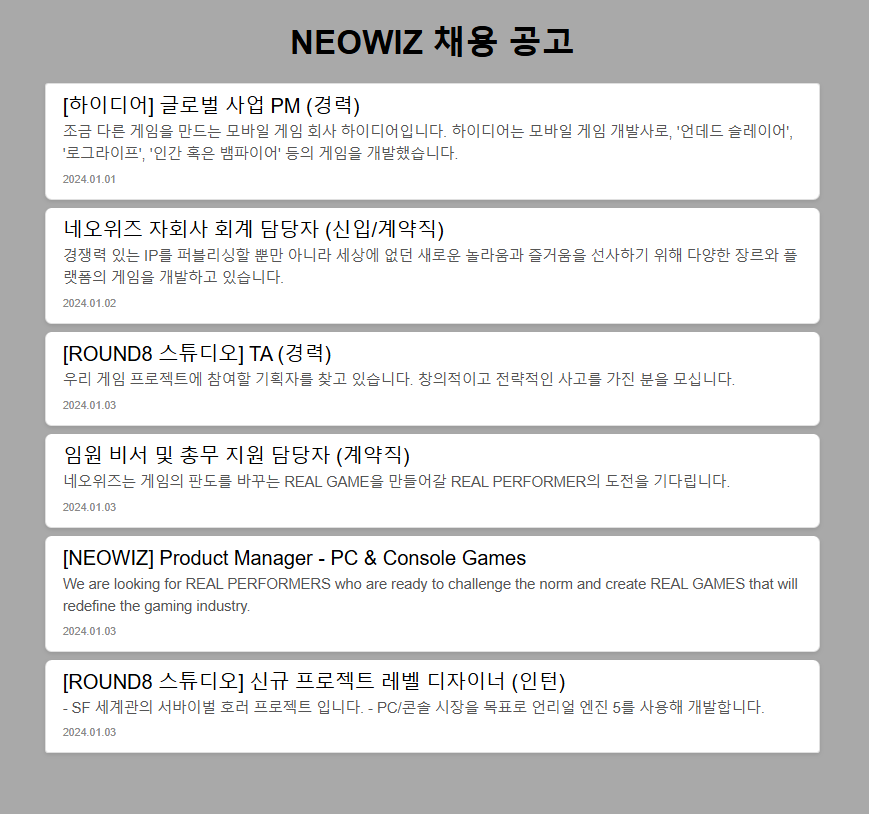 NEOWIZ 채용 공고
[하이디어] 글로벌 사업 PM (경력)
조금 다른 게임을 만드는 모바일 게임 회사 하이디어입니다. 하이디어는 모바일 게임 개발사로, '언데드 슬레이어',
'로그라이프', '인간 혹은 뱀파이어' 등의 게임을 개발했습니다.
2024.01.01
네오위즈 자회사 회계 담당자 (신입/계약직)
경쟁력 있는 IP를 퍼블리싱할 뿐만 아니라 세상에 없던 새로운 놀라움과 즐거움을 선사하기 위해 다양한 장르와 플
랫폼의 게임을 개발하고 있습니다.
2024.01.02
[ROUND8 스튜디오] TA (경력)
우리 게임 프로젝트에 참여할 기획자를 찾고 있습니다. 창의적이고 전략적인 사고를 가진 분을 모십니다.
2024.01.03
임원 비서 및 총무 지원 담당자 (계약직)
네오위즈는 게임의 판도를 바꾸는 REAL GAME을 만들어갈 REAL PERFORMER의 도전을 기다립니다.
2024.01.03
[NEOWIZ] Product Manager - PC & Console Games
We are looking for REAL PERFORMERS who are ready to challenge the norm and create REAL GAMES that will
redefine the gaming industry.
2024.01.03
[ROUND8 스튜디오] 신규 프로젝트 레벨 디자이너 (인턴)
- SF 세계관의 서바이벌 호러 프로젝트 입니다. - PC/콘솔 시장을 목표로 언리얼 엔진 5를 사용해 개발합니다.
2024.01.03